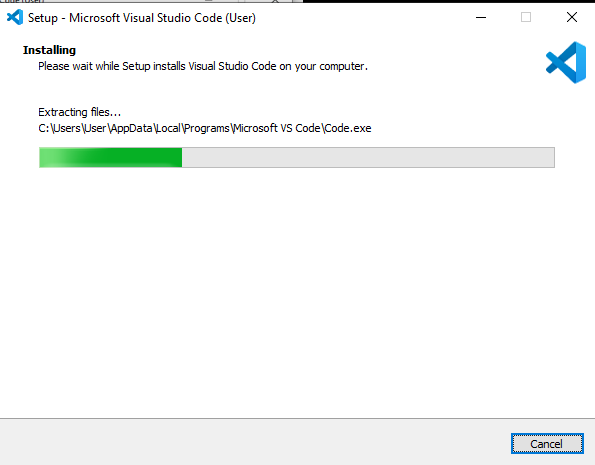 Setup - Microsoft Visual Studio Code (User)
Installing
Please wait while Setup installs Visual Studio Code on your computer.
Extracting files...
C:\Users\User\AppData\Local\Programs\Microsoft VS Code\Code.exe
Cancel